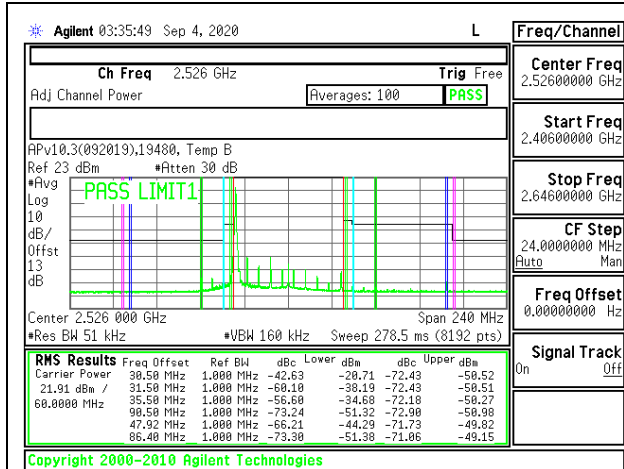 Agilent 03:35:49 Sep 4, 2020 L
Freq/Channel
Ch Freq 2.526 GHz Trig Free
Adj Channel Power Averages: 100 PASS
APv10.3(092019),19480, Temp B
Ref 23 dBm #Atten 30 dB
#Avg
Log
10
dB/
Offst
13
dB
PASS LIMIT1
Center 2.526 000 GHz Span 240 MHz
#Res BW 51 kHz #VBW 160 kHz Sweep 278.5 ms (8192 pts)
RMS Results Freq Offset Ref BW dBc Lower dBm dBc Upper dBm
Carrier Power 30.50 MHz 1.000 MHz -42.63 -20.71 -72.43 -50.52
21.91 dBm / 31.50 MHz 1.000 MHz -60.10 -38.19 -72.43 -50.51
60.0000 MHz 35.50 MHz 1.000 MHz -56.60 -34.68 -72.18 -50.27
90.50 MHz 1.000 MHz -73.24 -51.32 -72.90 -50.98
47.92 MHz 1.000 MHz -66.21 -44.29 -71.73 -49.82
86.40 MHz 1.000 MHz -73.30 -51.38 -71.06 -49.15
Copyright 2000-2010 Agilent Technologies
Center Freq
2.52600000 GHz
Start Freq
2.40600000 GHz
Stop Freq
2.64600000 GHz
CF Step
24.0000000 MHz
Auto Man
Freq Offset
0.00000000 Hz
Signal Track
On Off